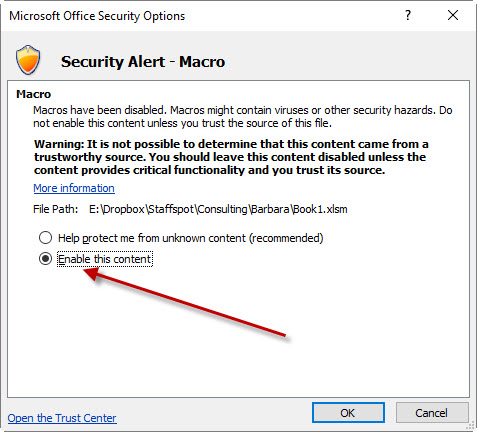 Microsoft Office Security Options
?
Security Alert - Macro
Macro
Macros have been disabled. Macros might contain viruses or other security hazards. Do
not enable this content unless you trust the source of this file.
Warning: It is not possible to determine that this content came from a
trustworthy source. You should leave this content disabled unless the
content provides critical functionality and you trust its source.
More information
File Path: E:\Dropbox\Staffspot\Consulting\Barbara\Book1.xlsm
Help protect me from unknown content (recommended)
Enable this content
Open the Trust Center
OK
Cancel